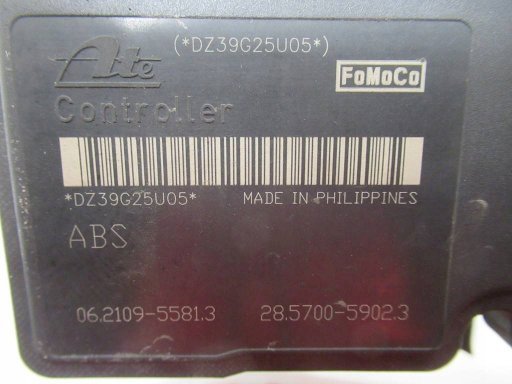 (*DZ39G25U05*)
Ate
FoMoCo
Controller
*DZ39G25U05* MADE IN PHILIPPINES
ABS
06.2109-5581.3 28.5700-5902.3